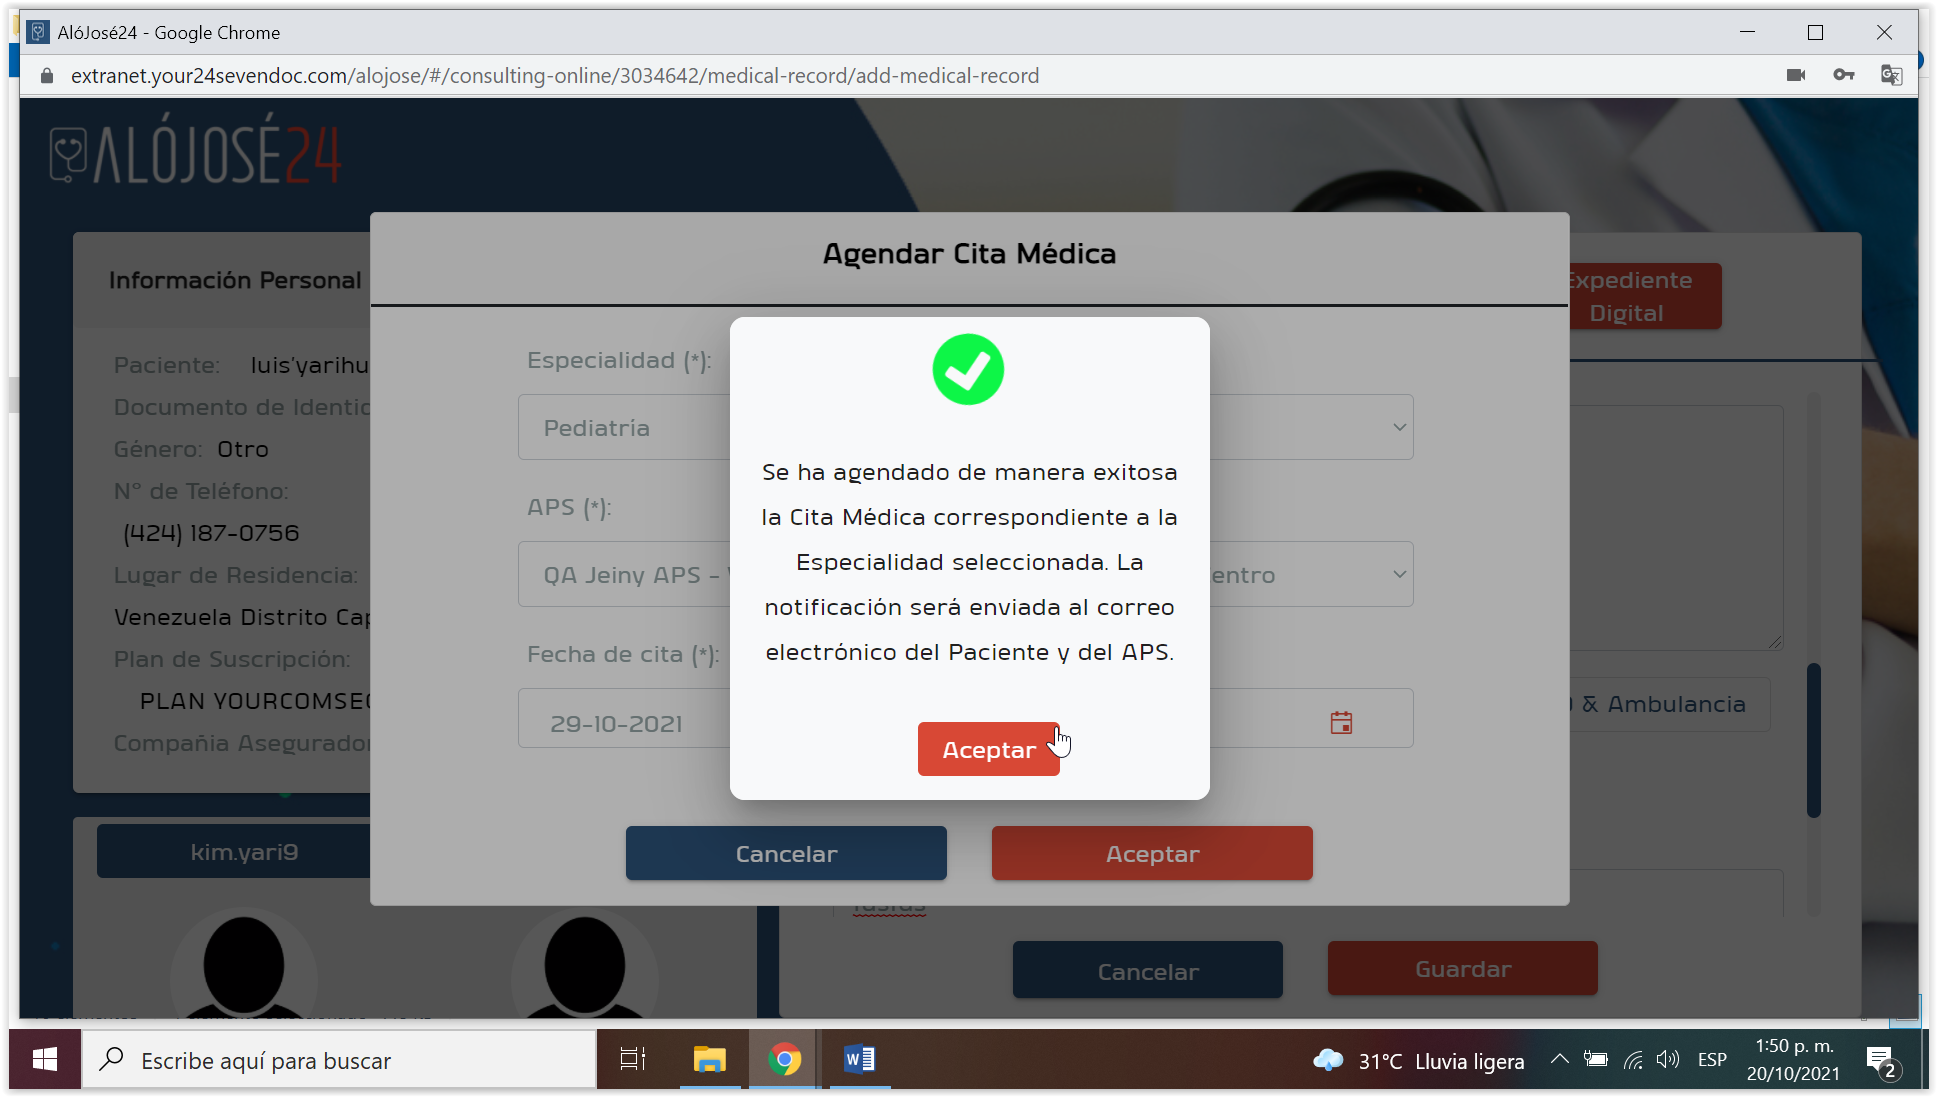 AlóJosé24 - Google Chrome
extranet.your24sevendoc.com/alojose/#/consulting-online/3034642/medical-record/add-medical-record
ALÓJOSÉ24
Agendar Cita Médica
Información Personal
Expediente
Digital
Paciente: luis'yarihu
Documento de Identid
Género: Otro
N° de Teléfono:
(424) 187-0756
Lugar de Residencia:
Venezuela Distrito Cap
Plan de Suscripción:
PLAN YOURCOMSEC
Compañia Asegurador
Especialidad (*):
Pediatría
APS (*):
QA Jeiny APS -
entro
Fecha de cita (*):
29-10-2021
Se ha agendado de manera exitosa
la Cita Médica correspondiente a la
Especialidad seleccionada. La
notificación será enviada al correo
electrónico del Paciente y del APS.
Aceptar
& Ambulancia
Cancelar
Aceptar
kim.yari9
Cancelar
Guardar
Escribe aquí para buscar
31°C Lluvia ligera
ESP
1:50 p. m.
20/10/2021
2